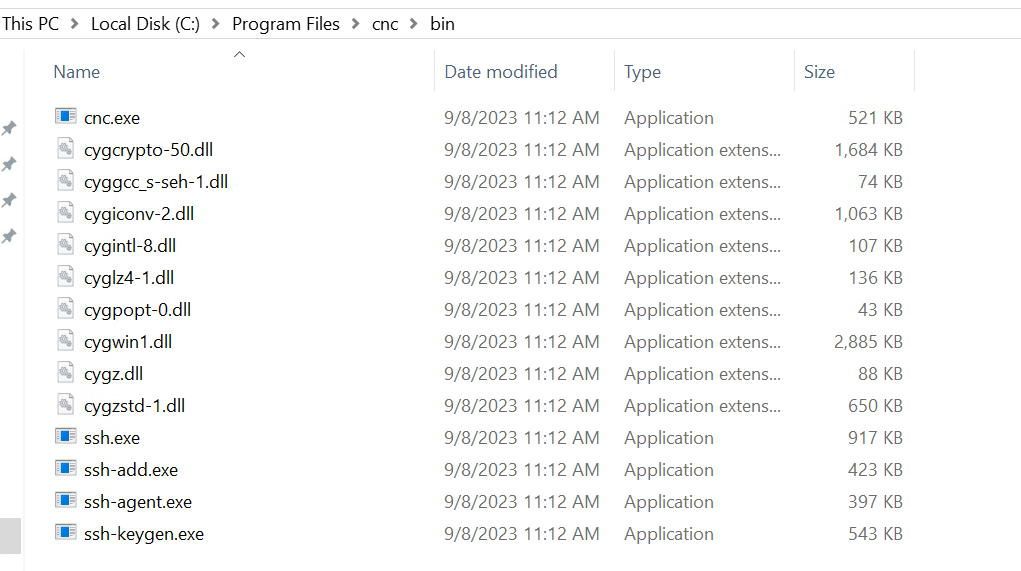 This PC > Local Disk (C:) > Program Files > cnc > bin
Name Date modified Type Size
cnc.exe 9/8/2023 11:12 AM Application 521 KB
cygcrypto-50.dll 9/8/2023 11:12 AM Application extens... 1,684 KB
cyggcc_s-seh-1.dll 9/8/2023 11:12 AM Application extens... 74 KB
cygiconv-2.dll 9/8/2023 11:12 AM Application extens... 1,063 KB
cygintl-8.dll 9/8/2023 11:12 AM Application extens... 107 KB
cyglz4-1.dll 9/8/2023 11:12 AM Application extens... 136 KB
cygpopt-0.dll 9/8/2023 11:12 AM Application extens... 43 KB
cygwin1.dll 9/8/2023 11:12 AM Application extens... 2,885 KB
cygz.dll 9/8/2023 11:12 AM Application extens... 88 KB
cygzstd-1.dll 9/8/2023 11:12 AM Application extens... 650 KB
ssh.exe 9/8/2023 11:12 AM Application 917 KB
ssh-add.exe 9/8/2023 11:12 AM Application 423 KB
ssh-agent.exe 9/8/2023 11:12 AM Application 397 KB
ssh-keygen.exe 9/8/2023 11:12 AM Application 543 KB